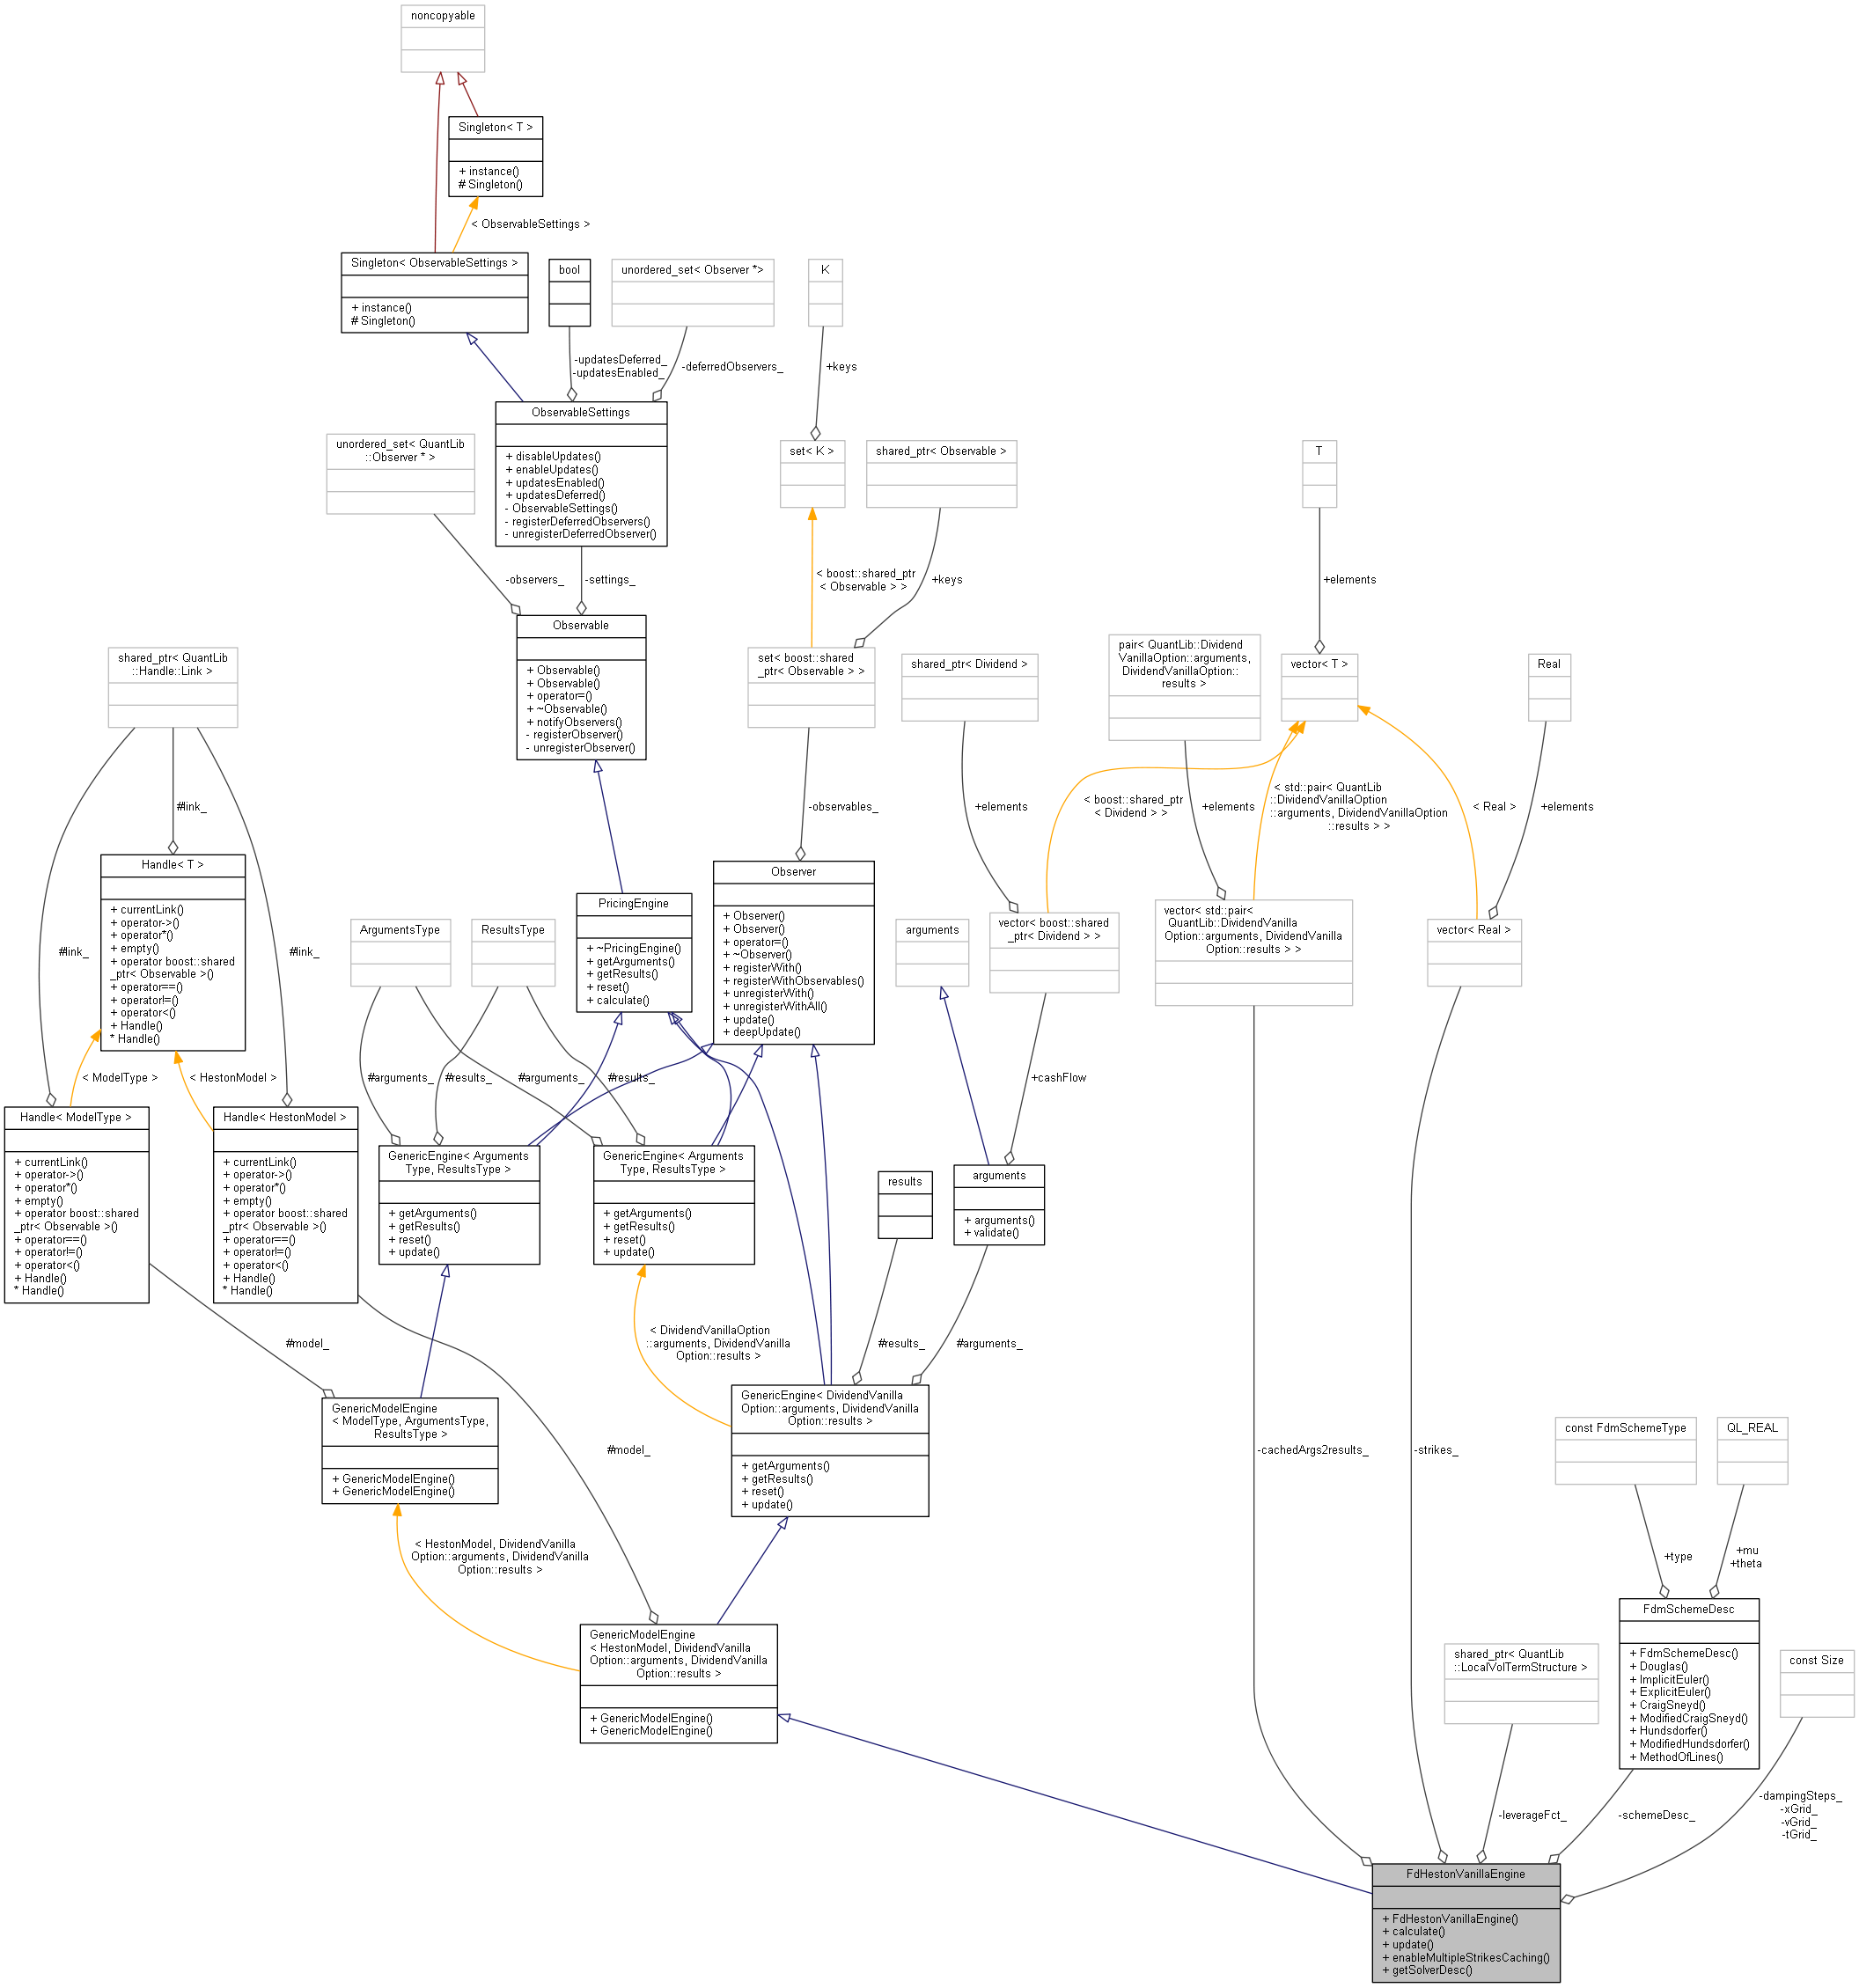 noncopyable
Singleton< T >
+ instance()
# Singleton()
< ObservableSettings >
Singleton< ObservableSettings >
+ instance()
# Singleton()
bool
unordered_set< Observer *>
K
-updatesDeferred_
-updatesEnabled_
-deferredObservers_
+keys
ObservableSettings
+ disableUpdates()
+ enableUpdates()
+ updatesEnabled()
+ updatesDeferred()
- ObservableSettings()
- registerDeferredObservers()
- unregisterDeferredObserver()
unordered_set< QuantLib
::Observer * >
set< K >
shared_ptr< Observable >
T
-observers_
-settings_
< boost::shared_ptr
< Observable > >
+keys
+elements
Observable
+ Observable()
+ Observable()
+ operator=()
+ ~Observable()
+ notifyObservers()
- registerObserver()
- unregisterObserver()
shared_ptr< QuantLib
::Handle::Link >
set< boost::shared
_ptr< Observable > >
shared_ptr< Dividend >
pair< QuantLib::Dividend
VanillaOption::arguments,
DividendVanillaOption::
results >
vector< T >
Real
#link_
-observables_
+elements
< boost::shared_ptr
< Dividend > >
+elements
< std::pair< QuantLib
::DividendVanillaOption
::arguments, DividendVanillaOption
::results > >
< Real >
+elements
Handle< T >
+ currentLink()
+ operator->()
+ operator*()
+ empty()
+ operator boost::shared
_ptr< Observable >()
+ operator==()
+ operator!=()
+ operator<()
+ Handle()
* Handle()
#link_
#link_
ArgumentsType
ResultsType
PricingEngine
+ ~PricingEngine()
+ getArguments()
+ getResults()
+ reset()
+ calculate()
Observer
+ Observer()
+ Observer()
+ operator=()
+ ~Observer()
+ registerWith()
+ registerWithObservables()
+ unregisterWith()
+ unregisterWithAll()
+ update()
+ deepUpdate()
arguments
vector< boost::shared
_ptr< Dividend > >
vector< std::pair<
QuantLib::DividendVanilla
Option::arguments, DividendVanilla
Option::results > >
vector< Real >
< ModelType >
< HestonModel >
#arguments_
#results_
#arguments_
#results_
+cashFlow
Handle< ModelType >
+ currentLink()
+ operator->()
+ operator*()
+ empty()
+ operator boost::shared
_ptr< Observable >()
+ operator==()
+ operator!=()
+ operator<()
+ Handle()
* Handle()
Handle< HestonModel >
+ currentLink()
+ operator->()
+ operator*()
+ empty()
+ operator boost::shared
_ptr< Observable >()
+ operator==()
+ operator!=()
+ operator<()
+ Handle()
* Handle()
GenericEngine< Arguments
Type, ResultsType >
+ getArguments()
+ getResults()
+ reset()
+ update()
GenericEngine< Arguments
Type, ResultsType >
+ getArguments()
+ getResults()
+ reset()
+ update()
results
arguments
+ arguments()
+ validate()
#model_
< DividendVanillaOption
::arguments, DividendVanilla
Option::results >
#results_
#arguments_
GenericModelEngine
< ModelType, ArgumentsType,
ResultsType >
+ GenericModelEngine()
+ GenericModelEngine()
#model_
GenericEngine< DividendVanilla
Option::arguments, DividendVanilla
Option::results >
+ getArguments()
+ getResults()
+ reset()
+ update()
-cachedArgs2results_
-strikes_
const FdmSchemeType
QL_REAL
< HestonModel, DividendVanilla
Option::arguments, DividendVanilla
Option::results >
+type
+mu
+theta
GenericModelEngine
< HestonModel, DividendVanilla
Option::arguments, DividendVanilla
Option::results >
+ GenericModelEngine()
+ GenericModelEngine()
shared_ptr< QuantLib
::LocalVolTermStructure >
FdmSchemeDesc
+ FdmSchemeDesc()
+ Douglas()
+ ImplicitEuler()
+ ExplicitEuler()
+ CraigSneyd()
+ ModifiedCraigSneyd()
+ Hundsdorfer()
+ ModifiedHundsdorfer()
+ MethodOfLines()
const Size
-leverageFct_
-schemeDesc_
-dampingSteps_
-xGrid_
-vGrid_
-tGrid_
FdHestonVanillaEngine
+ FdHestonVanillaEngine()
+ calculate()
+ update()
+ enableMultipleStrikesCaching()
+ getSolverDesc()